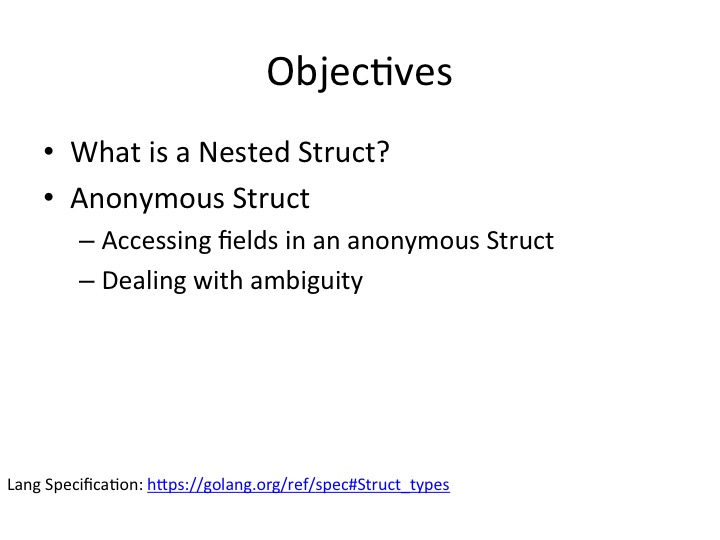 Objectives
• What is a Nested Struct?
• Anonymous Struct
– Accessing fields in an anonymous Struct
– Dealing with ambiguity
Lang Specification: https://golang.org/ref/spec#Struct_types